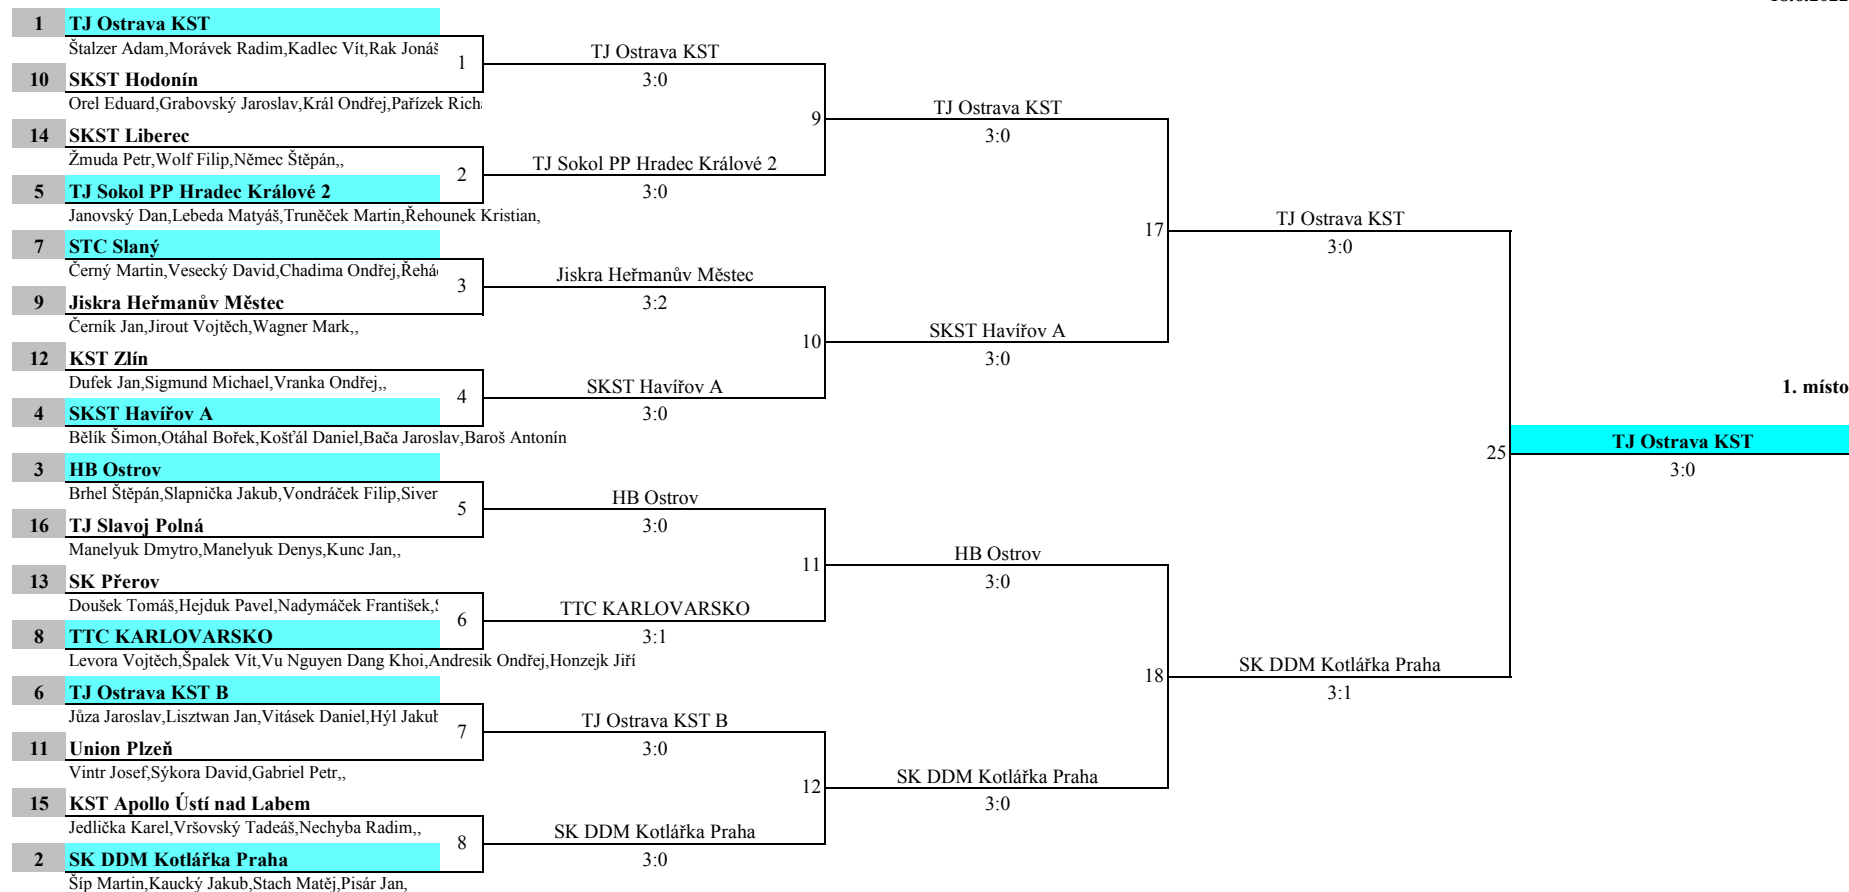 1 TJ Ostrava KST
Štalzer Adam,Morávek Radim,Kadlec Vít,Rak Jonáš
1
TJ Ostrava KST
3:0
10 SKST Hodonín
Orel Eduard,Grabovský Jaroslav,Král Ondřej,Pařízek
9
TJ Ostrava KST
3:0
14 SKST Liberec
Žmuda Petr,Wolf Filip,Němec Štěpán,,
2
TJ Sokol PP Hradec Králové 2
3:0
5 TJ Sokol PP Hradec Králové 2
Janovský Dan,Lebeda Matyáš,Truněček Martin,Řehounek Kristian,
17
TJ Ostrava KST
3:0
7 STC Slaný
Černý Martin,Vesecký David,Chadima Ondřej,
3
Jiskra Heřmanův Městec
3:2
9 Jiskra Heřmanův Městec
Černík Jan,Jirout Vojtěch,Wagner Mark,,
10
SKST Havířov A
3:0
12 KST Zlín
Dufek Jan,Sigmund Michael,Vranka Ondřej,,
4
SKST Havířov A
3:0
4 SKST Havířov A
Bělík Šimon,Otáhal Bořek,Košťál Daniel,Bača Jaroslav,Baroš Antonín
1. místo
25
TJ Ostrava KST
3:0
3 HB Ostrov
Brhel Štěpán,Slapnička Jakub,Vondráček Filip,Siver
5
HB Ostrov
3:0
16 TJ Slavoj Polná
Manelyuk Dmytro,Manelyuk Denys,Kunc Jan,,
11
HB Ostrov
3:0
13 SK Přerov
Doušek Tomáš,Hejduk Pavel,Nadymáček František,
6
TTC KARLOVARSKO
3:1
8 TTC KARLOVARSKO
Levora Vojtěch,Špalek Vít,Vu Nguyen Dang Khoi,Andresik Ondřej,Honzejk Jiří
18
SK DDM Kotlářka Praha
3:1
6 TJ Ostrava KST B
Jůza Jaroslav,Lisztwan Jan,Vitásek Daniel,Hýl Jakub
7
TJ Ostrava KST B
3:0
11 Union Plzeň
Vintr Josef,Sýkora David,Gabriel Petr,,
12
SK DDM Kotlářka Praha
3:0
15 KST Apollo Ústí nad Labem
Jedlička Karel,Vršovský Tadeáš,Nechyba Radim,,
8
SK DDM Kotlářka Praha
3:0
2 SK DDM Kotlářka Praha
Šíp Martin,Kaucký Jakub,Stach Matěj,Pisár Jan,